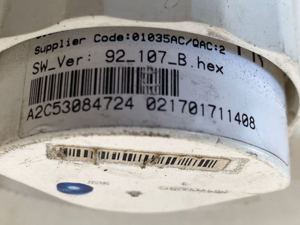 Supplier Code:01035AC/QAC:2
SW_Ver: 92_107_B.hex
A2C53084724 021701711408